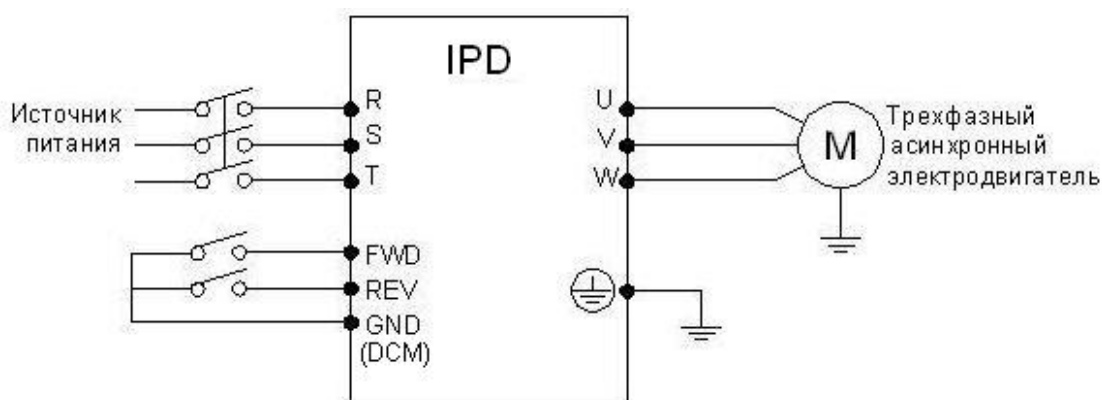 IPD
Источник
питания
R
S
T
FWD
REV
GND
(DCM)
U
V
W
M
Трехфазный
асинхронный
электродвигатель